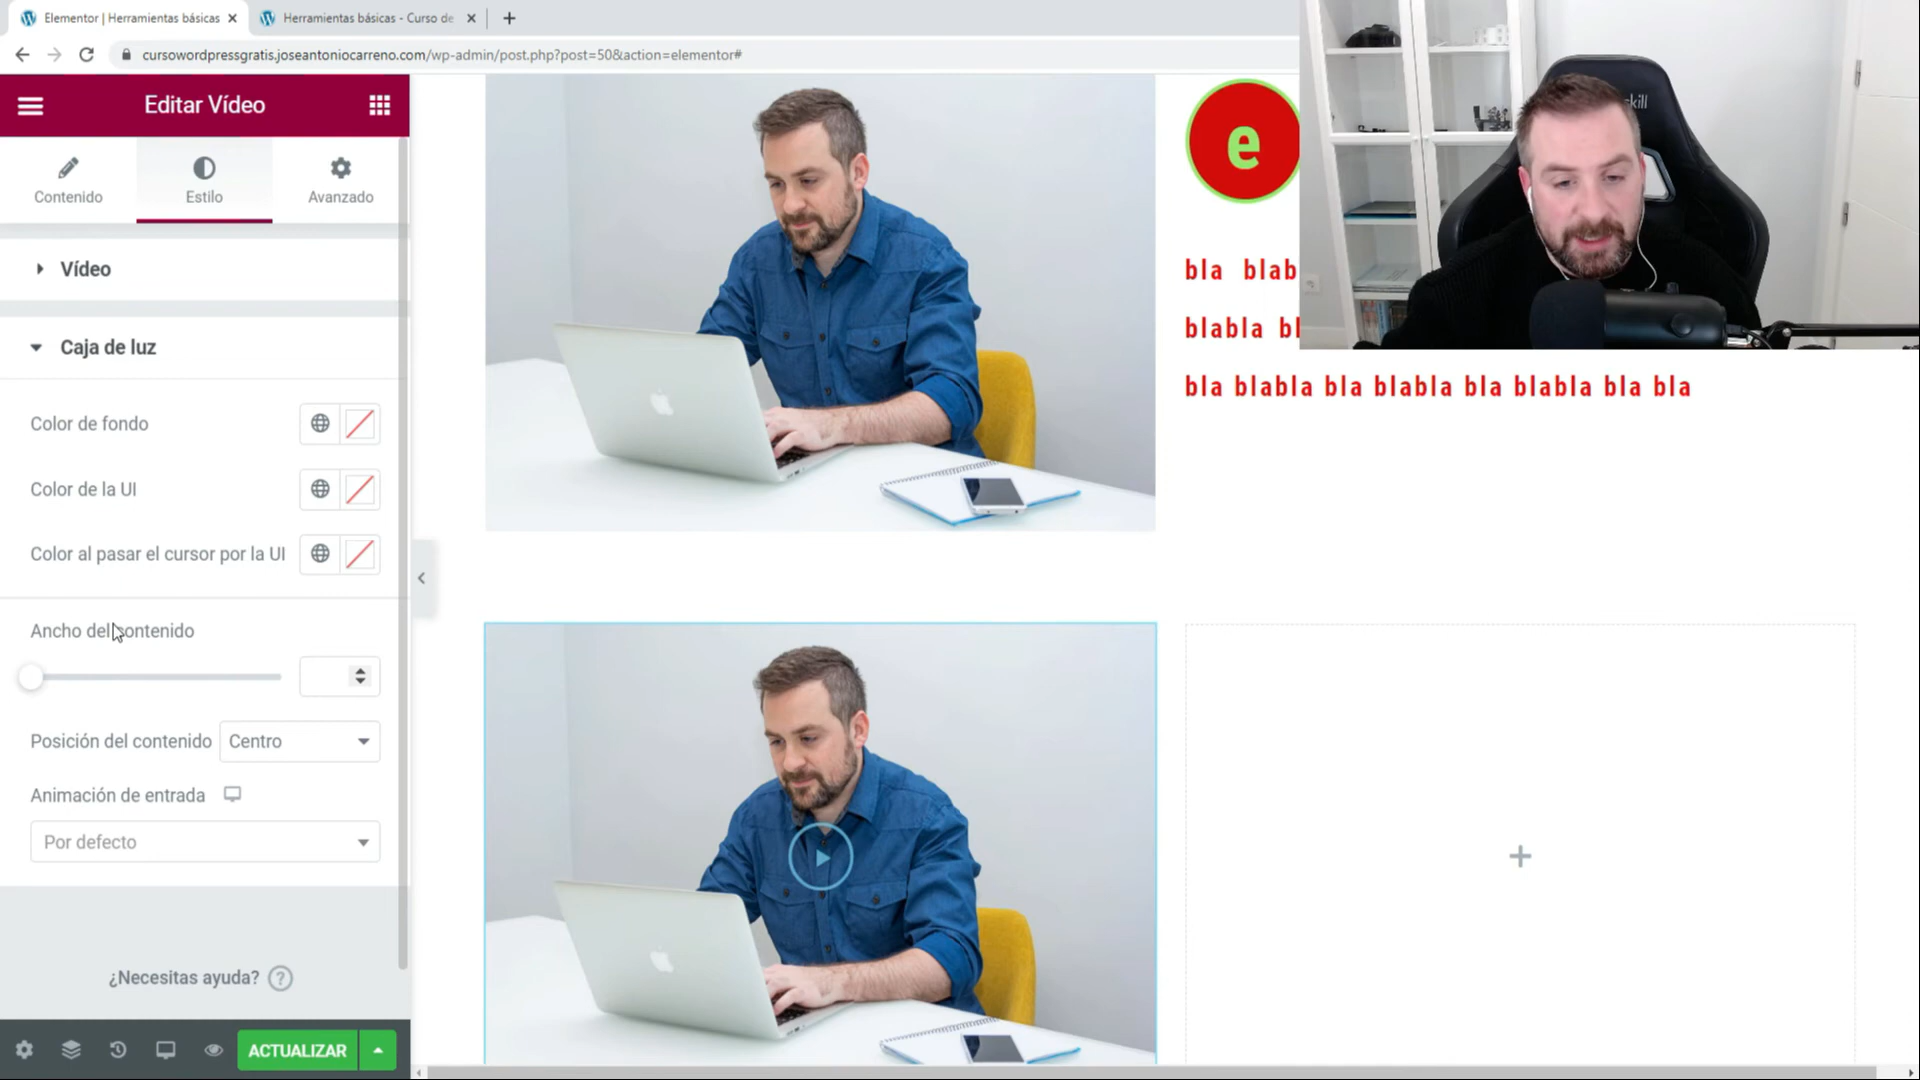 Elementor | Herramientas básicas
Herramientas básicas - Curso de
cursowordpressgratis.joseantoniocarreno.com/wp-admin/post.php?post=50&action=elementor#
Editar Vídeo
Contenido
Estilo
Avanzado
Vídeo
Caja de luz
Color de fondo
Color de la UI
Color al pasar el cursor por la UI
Ancho del contenido
Posición del contenido
Centro
Animación de entrada
Por defecto
¿Necesitas ayuda?
ACTUALIZAR
e
bla blab
blabla bl
bla blabla bla blabla bla blabla bla bla